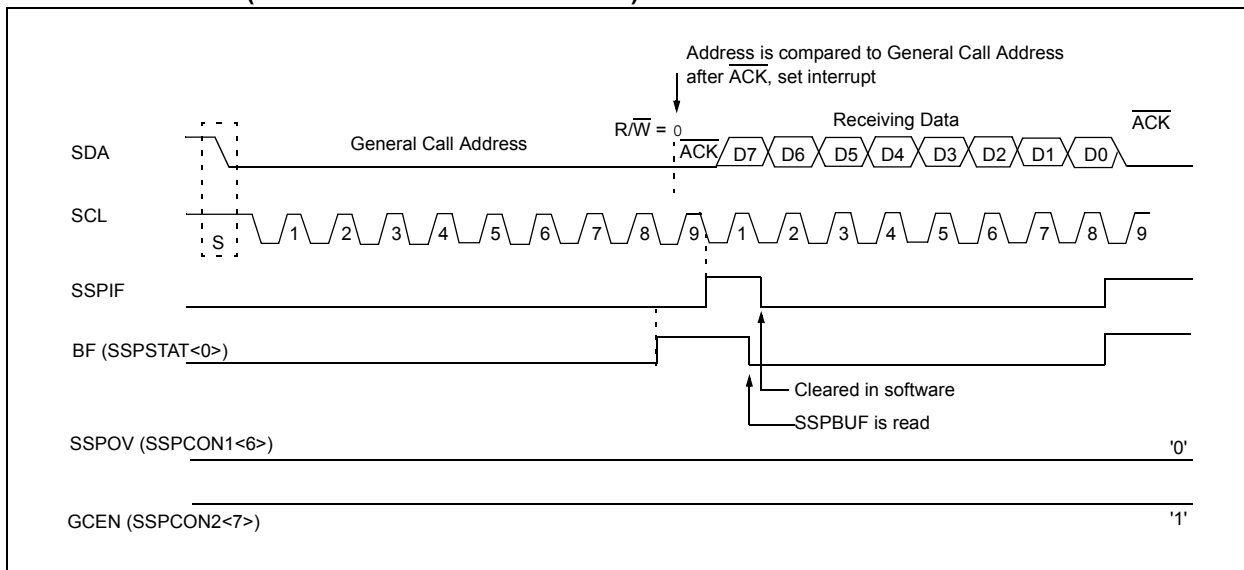 Address is compared to General Call Address
after ACK, set interrupt
R/W = 0
Receiving Data
ACK
SDA
General Call Address
ACK D7 D6 D5 D4 D3 D2 D1 D0
SCL
S
1 2 3 4 5 6 7 8 9 1 2 3 4 5 6 7 8 9
SSPIF
BF (SSPSTAT<0>)
Cleared in software
SSPBUF is read
SSPOV (SSPCON1<6>)
'0'
GCEN (SSPCON2<7>)
'1'